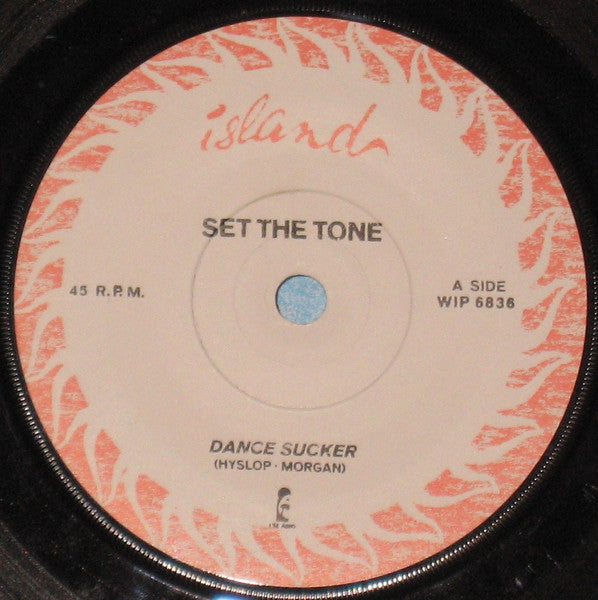 island
SET THE TONE
45 R.P.M.
A SIDE
WIP 6836
DANCE SUCKER
(HYSLOP · MORGAN)